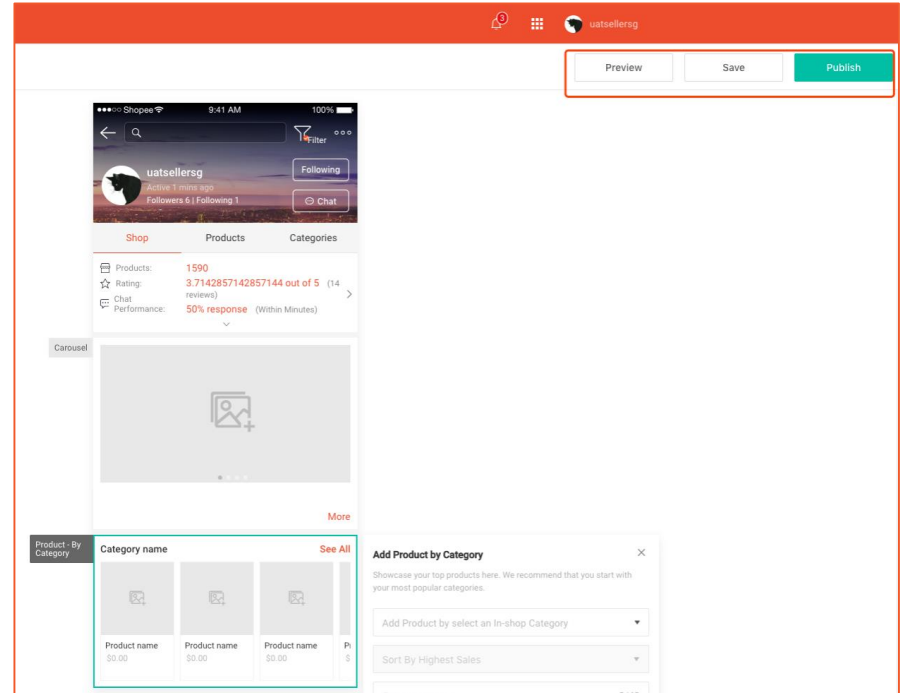 3
uatsellersg
Preview
Save
Publish
Shopee
9:41 AM
100%
Filter
uatsellersg
Active 1 mins ago
Followers 6 | Following 1
Following
Chat
Shop
Products
Categories
Products:
1590
Rating:
3.7142857142857144 out of 5 (14
reviews)
Chat
Performance:
50% response (Within Minutes)
Carousel
More
Product - By
Category
Category name
See All
Product name
$0.00
Product name
$0.00
Product name
$0.00
$
Add Product by Category
Showcase your top products here. We recommend that you start with
your most popular categories.
Add Product by select an In-shop Category
Sort By Highest Sales